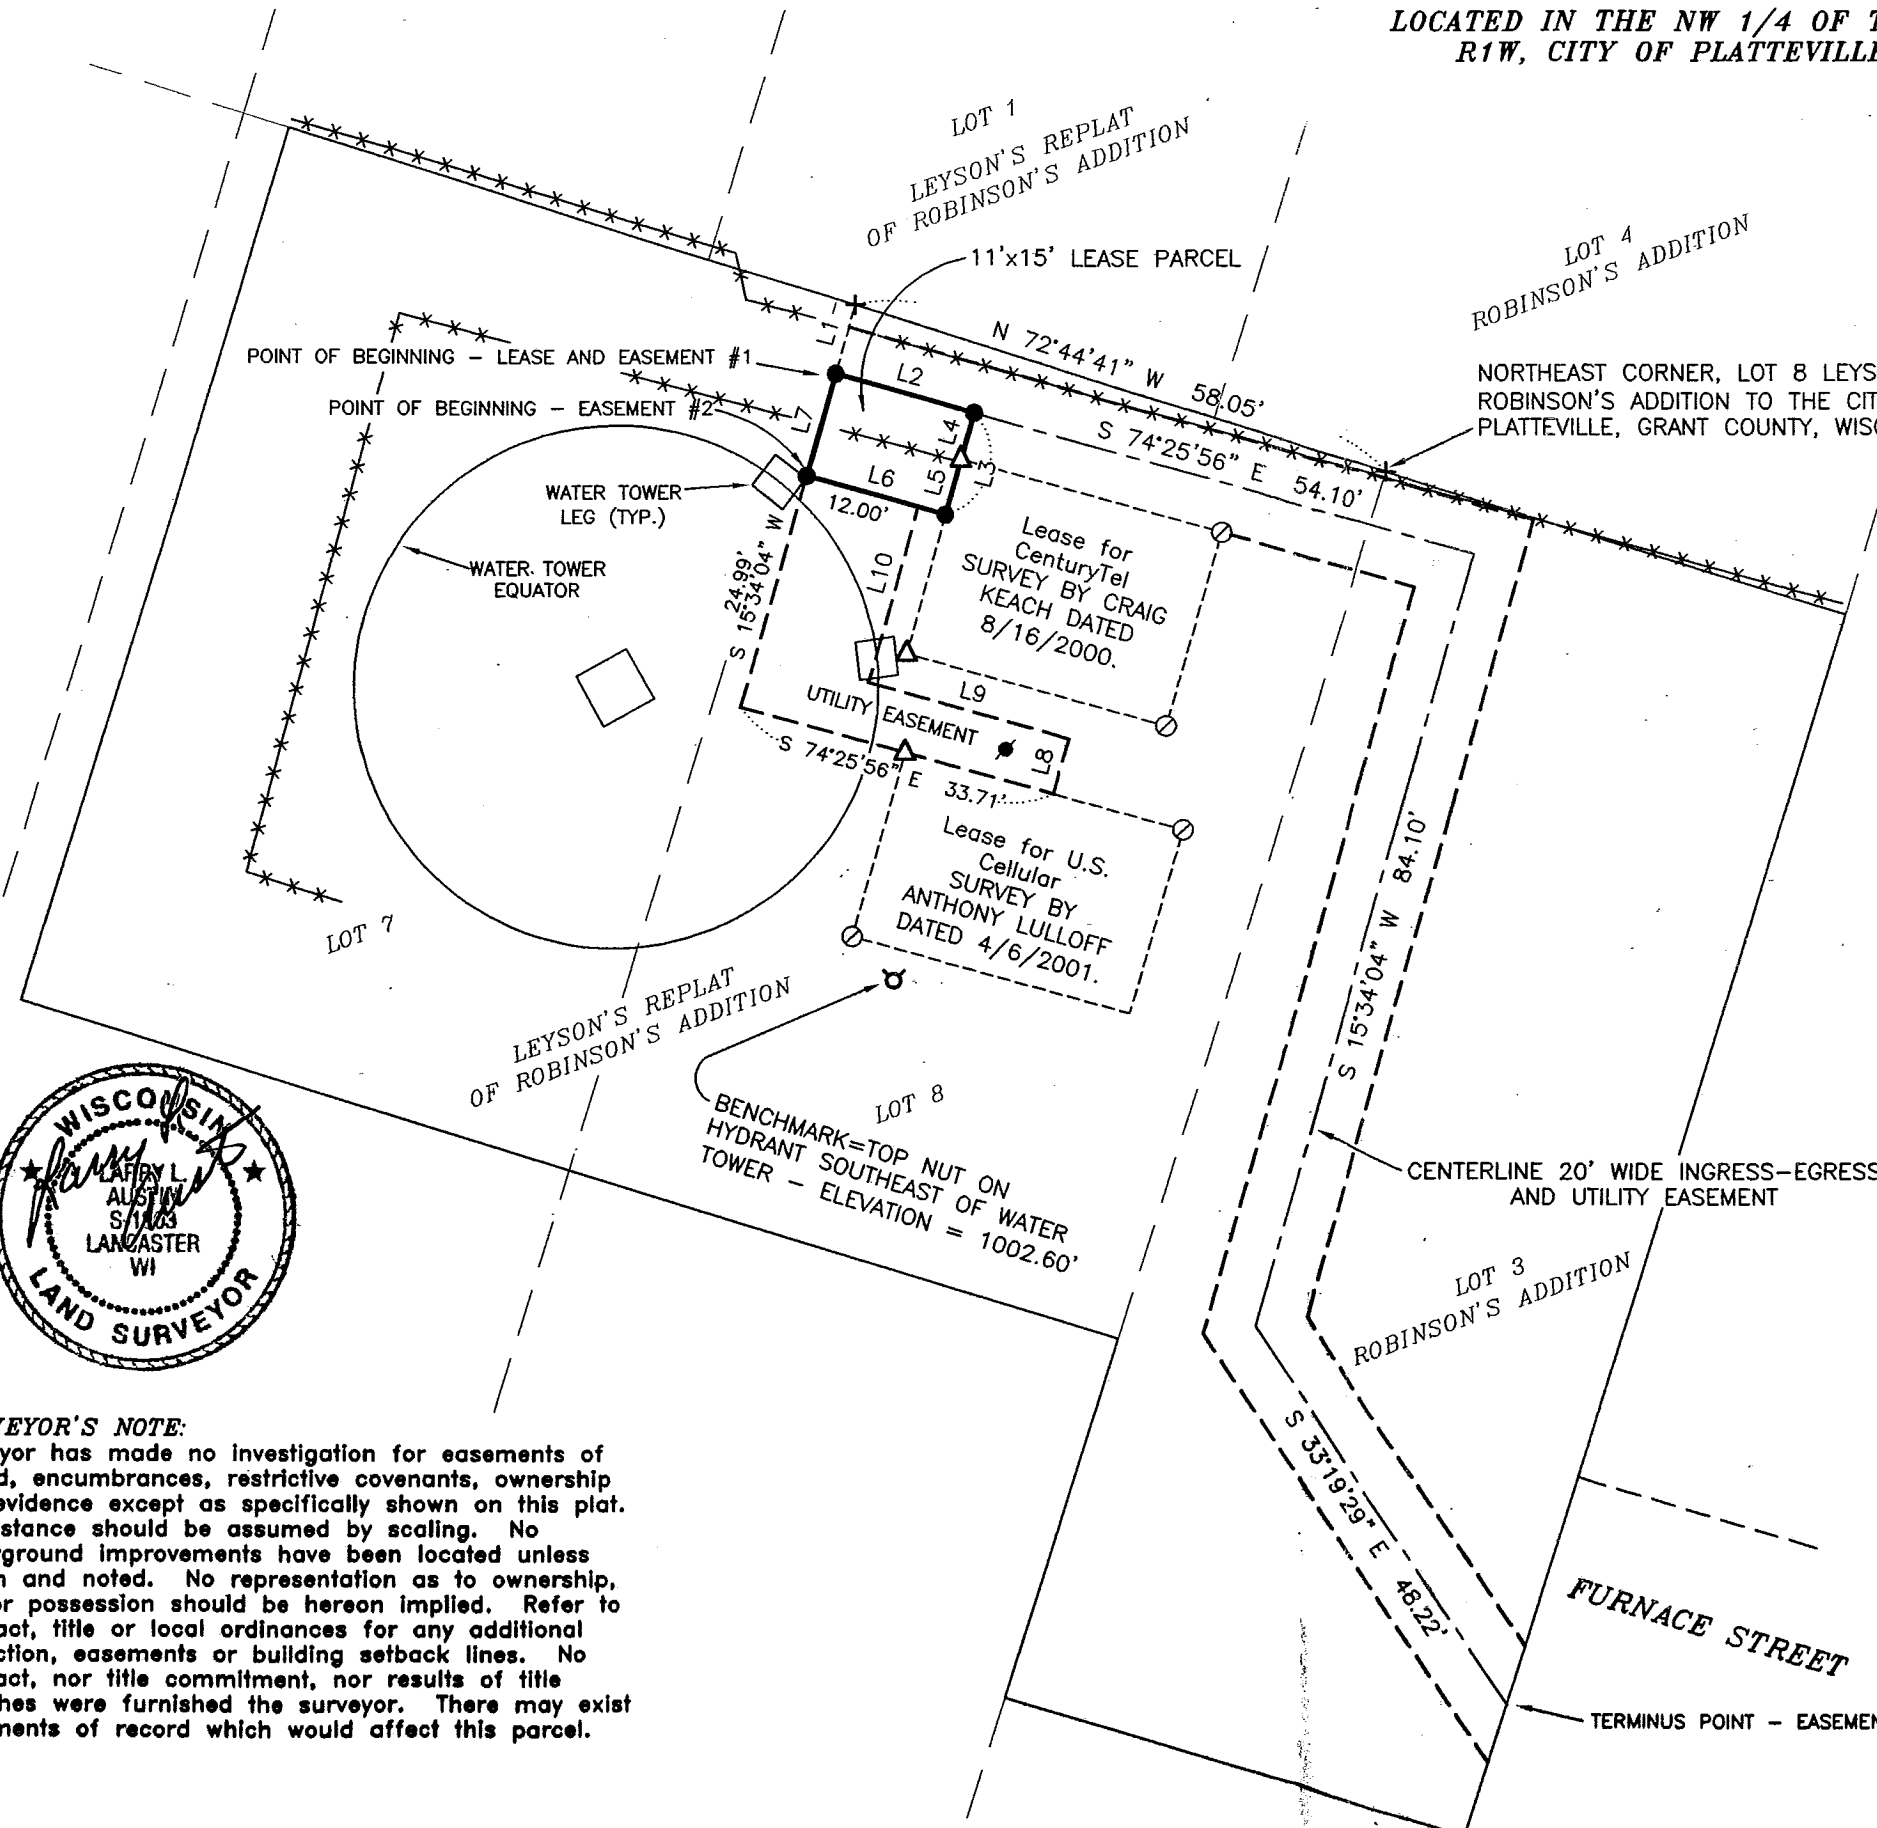 LOCATED IN THE NW 1/4 OF
R1W, CITY OF PLATTEVILLE
LOT 1
LEYSON'S REPLAT
OF ROBINSON'S ADDITION
11'x15' LEASE PARCEL
LOT 4
ROBINSON'S ADDITION
N 72°44'41" W 58.05'
L1
L2
POINT OF BEGINNING – LEASE AND EASEMENT #1
NORTHEAST CORNER, LOT 8 LEYS
ROBINSON'S ADDITION TO THE CIT
PLATTEVILLE, GRANT COUNTY, WISC
POINT OF BEGINNING – EASEMENT #2
L7
L4
S 74°25'56" E 54.10'
L6
L5
L3
12.00'
WATER TOWER
LEG (TYP.)
WATER TOWER
EQUATOR
24.99'
S 15°34'04" W
L10
Lease for
CenturyTel
SURVEY BY CRAIG
KEACH DATED
8/16/2000.
L9
UTILITY EASEMENT
L8
S 74°25'56" E 33.71'
Lease for U.S.
Cellular
SURVEY BY
ANTHONY LULLOFF
DATED 4/6/2001.
S 15°34'04" W 84.10'
LOT 7
LEYSON'S REPLAT
OF ROBINSON'S ADDITION
LOT 8
BENCHMARK=TOP NUT ON
HYDRANT SOUTHEAST OF WATER
TOWER – ELEVATION = 1002.60'
CENTERLINE 20' WIDE INGRESS–EGRESS
AND UTILITY EASEMENT
LOT 3
ROBINSON'S ADDITION
WISCONSIN
LARRY L.
AUSTIN
LANCASTER
WI
LAND SURVEYOR
S 33°19'29" E 48.22'
FURNACE STREET
TERMINUS POINT – EASEMEN
VEYOR'S NOTE:
yor has made no investigation for easements of
d, encumbrances, restrictive covenants, ownership
evidence except as specifically shown on this plat.
stance should be assumed by scaling. No
rground improvements have been located unless
n and noted. No representation as to ownership,
or possession should be hereon implied. Refer to
act, title or local ordinances for any additional
ction, easements or building setback lines. No
act, nor title commitment, nor results of title
hes were furnished the surveyor. There may exist
ments of record which would affect this parcel.